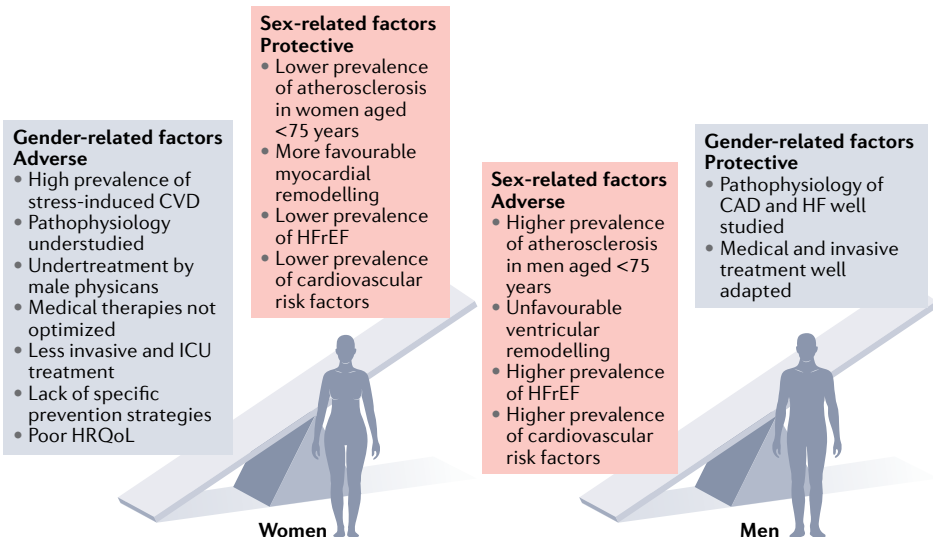 Gender-related factors
Adverse
• High prevalence of
stress-induced CVD
• Pathophysiology
understudied
• Undertreatment by
male physicans
• Medical therapies not
optimized
• Less invasive and ICU
treatment
• Lack of specific
prevention strategies
• Poor HRQoL
Sex-related factors
Protective
• Lower prevalence
of atherosclerosis
in women aged
<75 years
• More favourable
myocardial
remodelling
• Lower prevalence
of HFrEF
• Lower prevalence
of cardiovascular
risk factors
Women
Sex-related factors
Adverse
• Higher prevalence
of atherosclerosis
in men aged <75
years
• Unfavourable
ventricular
remodelling
• Higher prevalence
of HFrEF
• Higher prevalence
of cardiovascular
risk factors
Gender-related factors
Protective
• Pathophysiology of
CAD and HF well
studied
• Medical and invasive
treatment well
adapted
Men